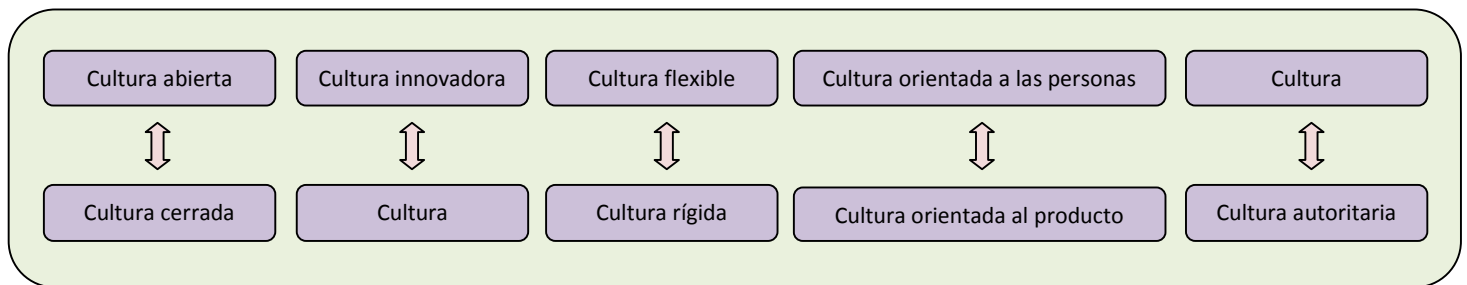 Cultura abierta
Cultura innovadora
Cultura flexible
Cultura orientada a las personas
Cultura
Cultura cerrada
Cultura
Cultura rígida
Cultura orientada al producto
Cultura autoritaria